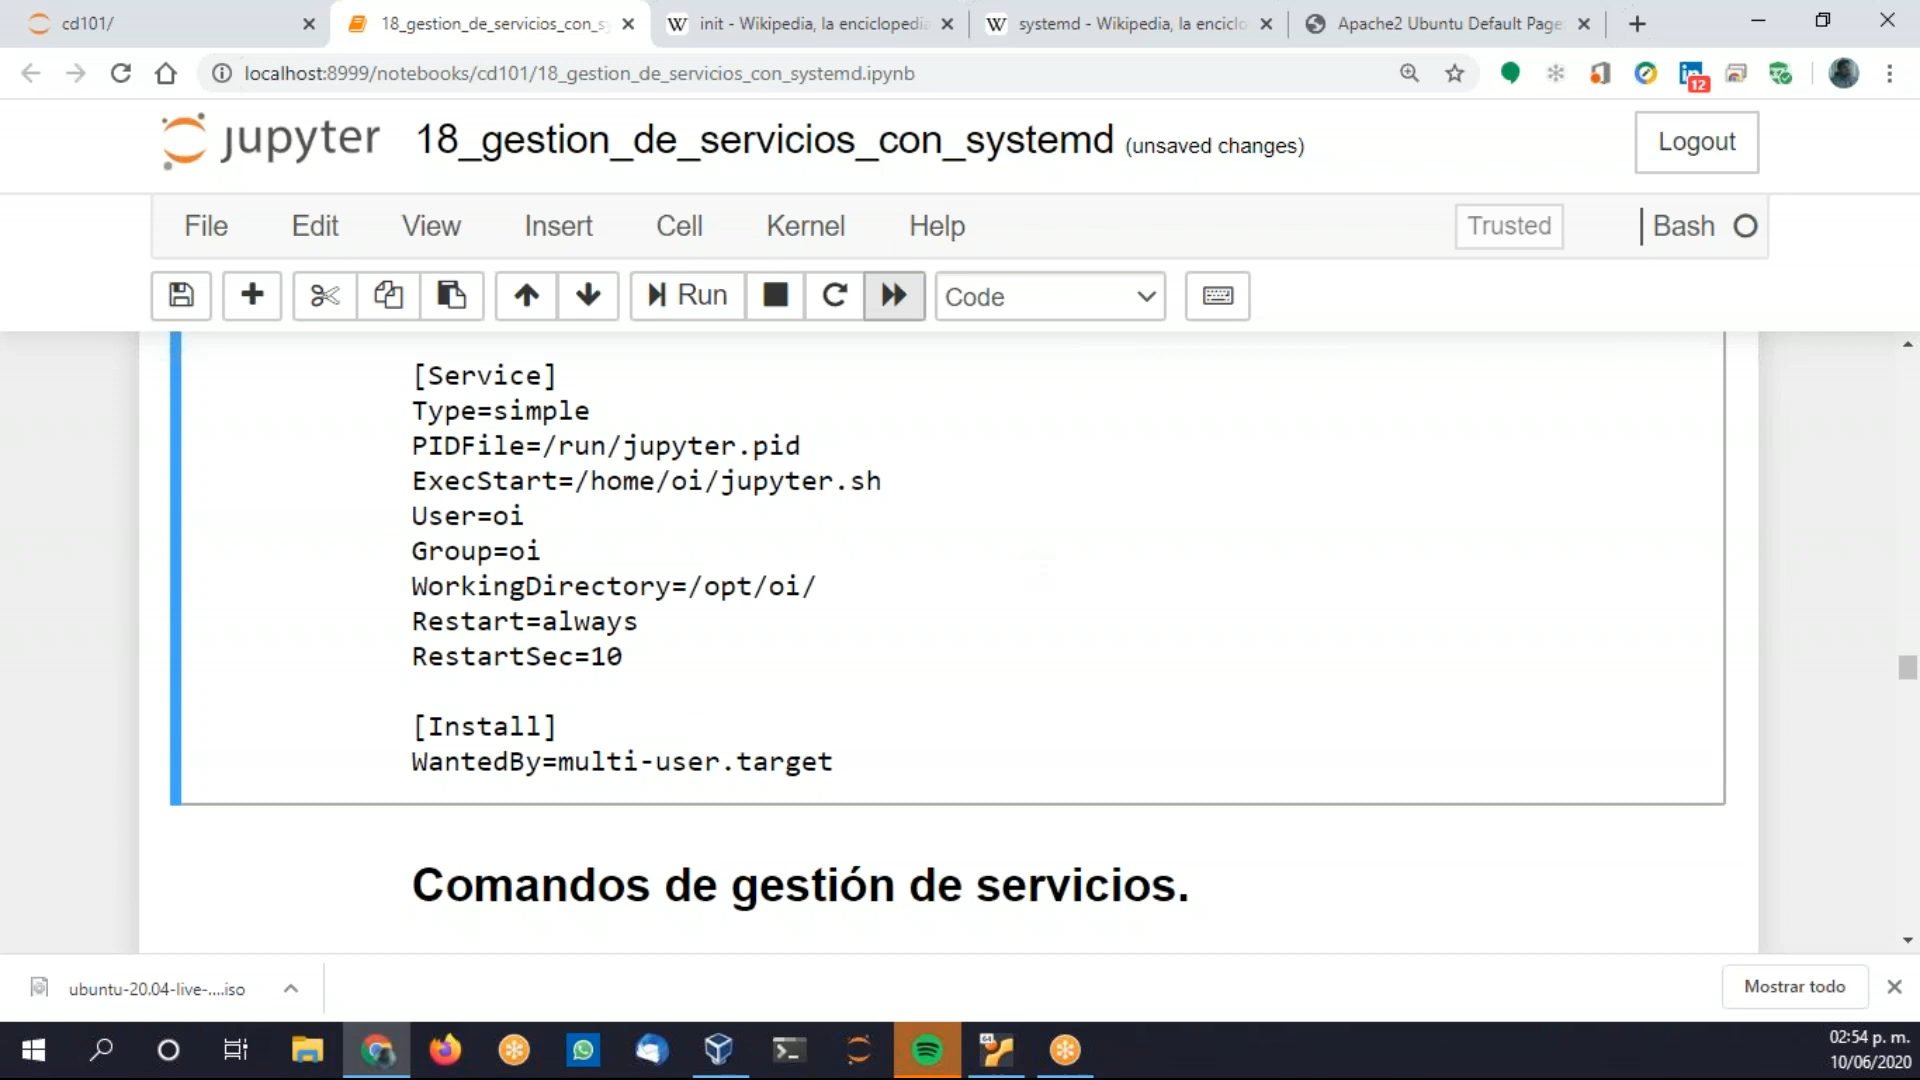 cd101/
18_gestion_de_servicios_con_s
init - Wikipedia, la enciclopedia
systemd - Wikipedia, la enciclo
Apache2 Ubuntu Default Page
localhost:8999/notebooks/cd101/18_gestion_de_servicios_con_systemd.ipynb
12
jupyter
18_gestion_de_servicios_con_systemd (unsaved changes)
Logout
File Edit View Insert Cell Kernel Help
Trusted
Bash
Run
Code
[Service]
Type=simple
PIDFile=/run/jupyter.pid
ExecStart=/home/oi/jupyter.sh
User=oi
Group=oi
WorkingDirectory=/opt/oi/
Restart=always
RestartSec=10
[Install]
WantedBy=multi-user.target
Comandos de gestión de servicios.
ubuntu-20.04-live-....iso
Mostrar todo
02:54 p. m.
10/06/2020